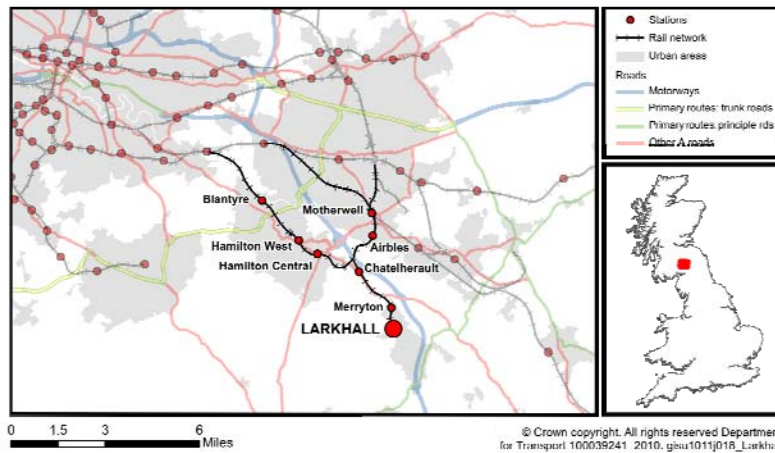 Stations
Rail network
Urban areas
Roads
Motorways
Primary routes: trunk roads
Primary routes: principle rds
Other A roads
Blantyre
Motherwell
Hamilton West
Airbles
Hamilton Central
Chatelherault
Merryton
LARKHALL
0 1.5 3 6
Miles
© Crown copyright. All rights reserved Departmen
for Transport 100039241 2010. gisu1011j018_Larkha